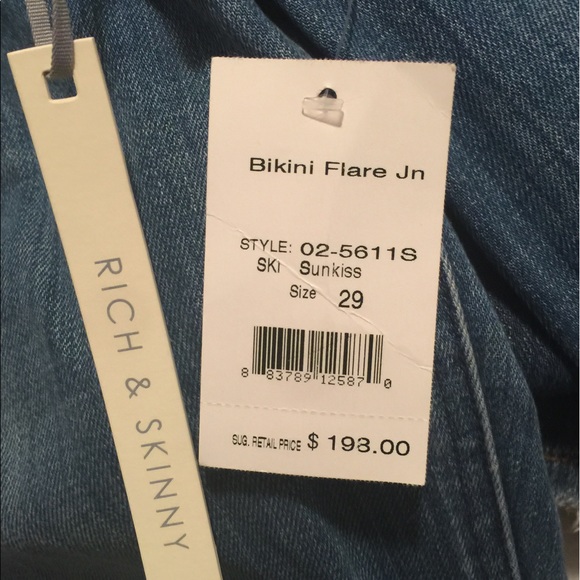 RICH & SKINNY
Bikini Flare Jn
STYLE: 02-5611S
SKI Sunkiss
Size 29
8 83789 12587 0
SUG. RETAIL PRICE $ 198.00